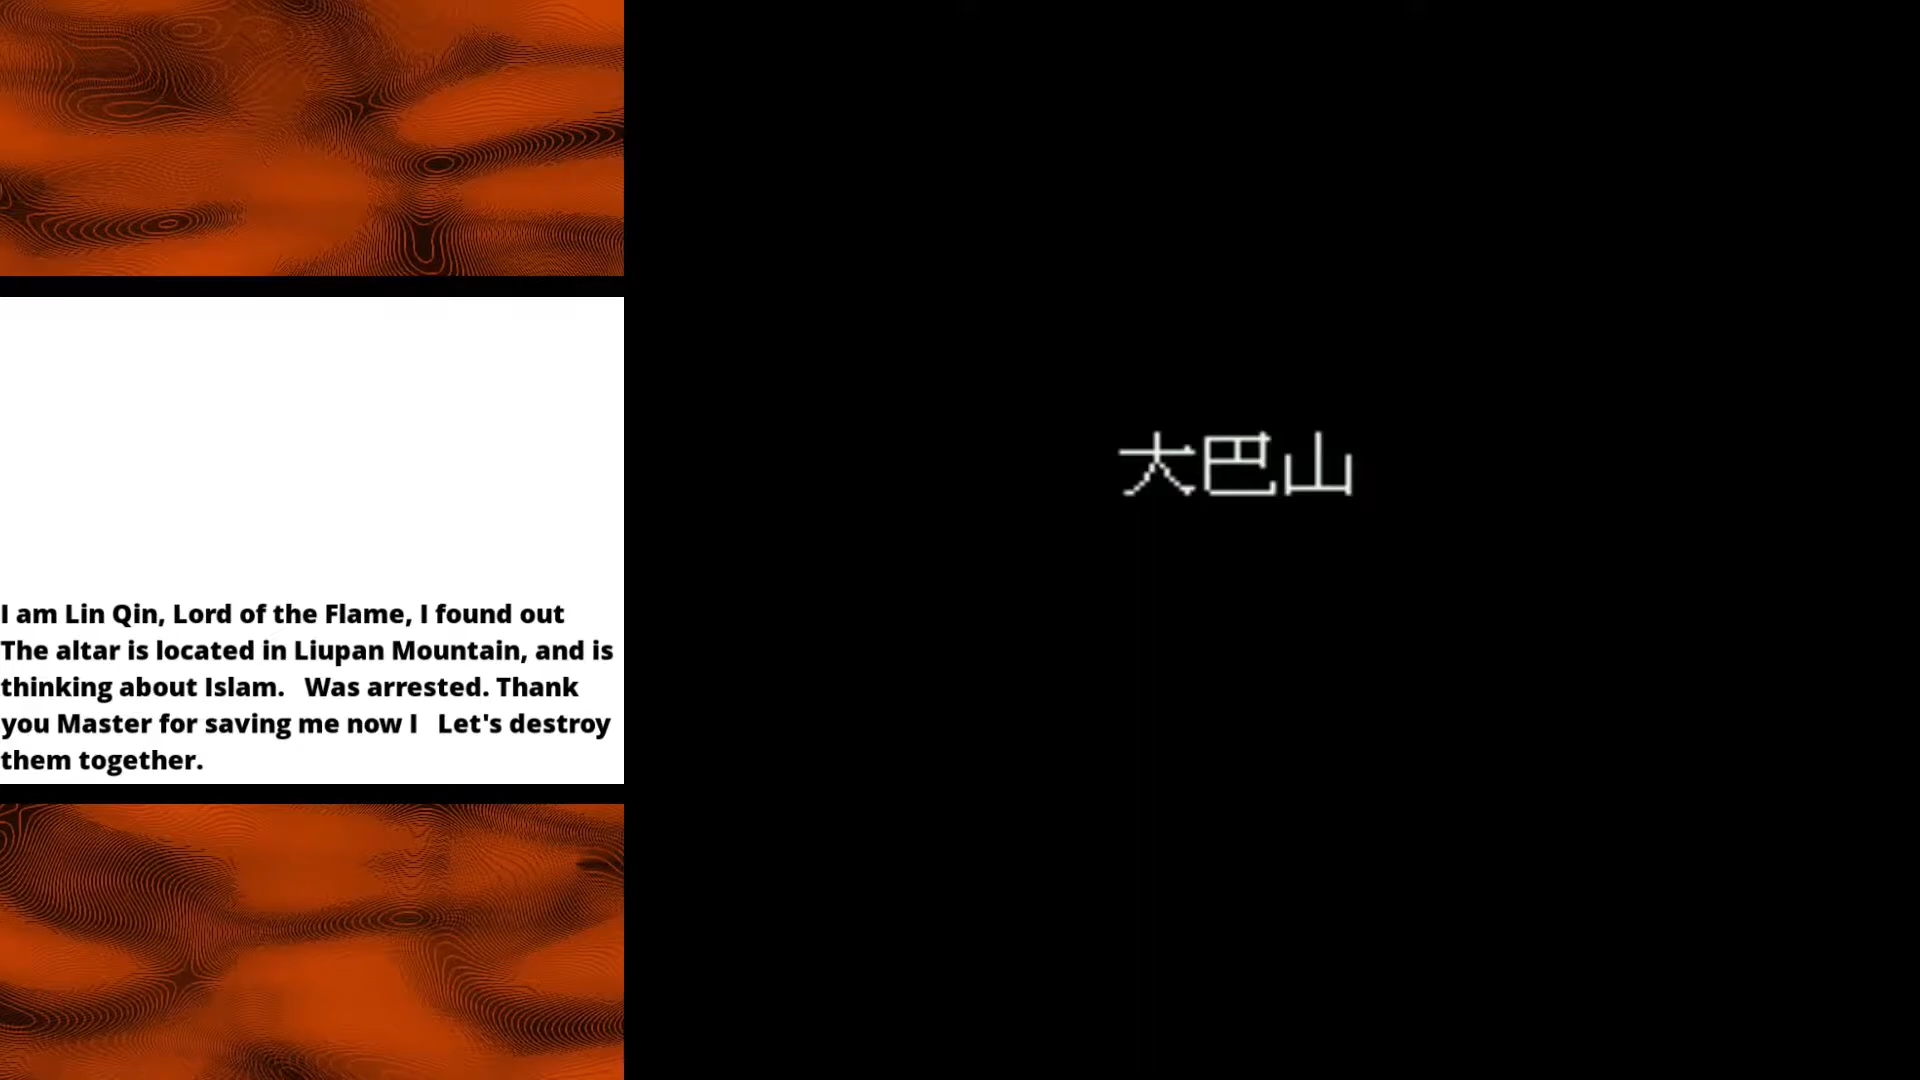 I am Lin Qin, Lord of the Flame, I found out
The altar is located in Liupan Mountain, and is
thinking about Islam.   Was arrested. Thank
you Master for saving me now I   Let's destroy
them together.
大巴山